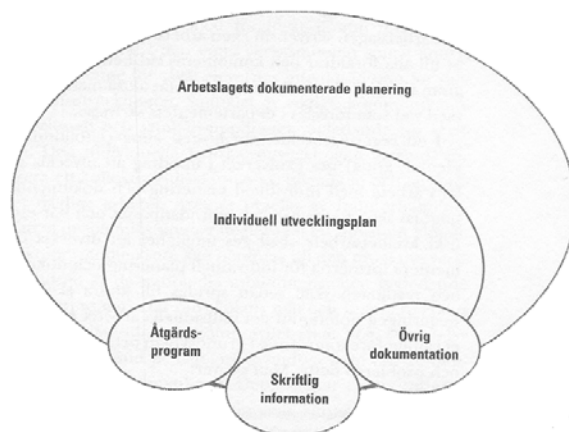 Arbetslagets dokumenterade planering
Individuell utvecklingsplan
Åtgärds-
program
Övrig
dokumentation
Skriftlig
information